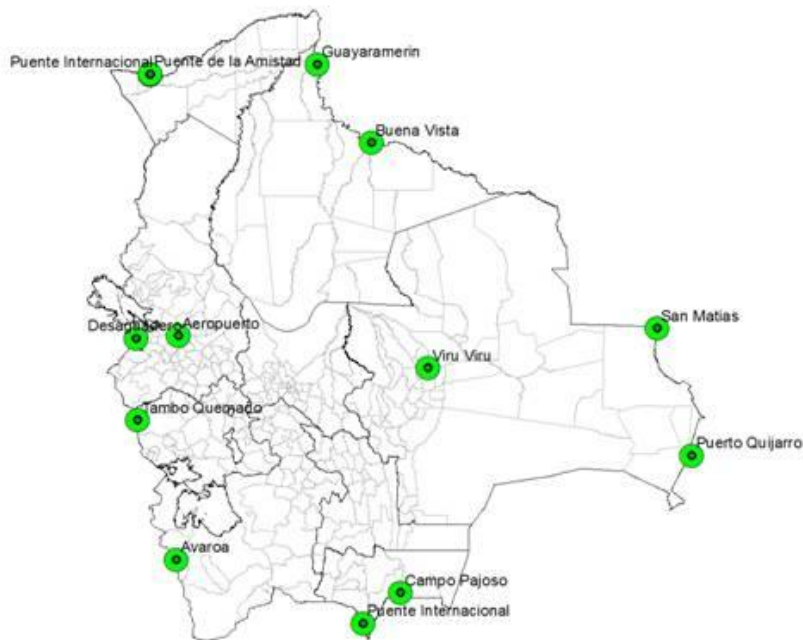 Guayaramerin
Puente Internacional
Puente de la Amistad
Buena Vista
San Matias
Desaguadero
Aeropuerto
Viru Viru
Tambo Quemado
Puerto Quijarro
Avaroa
Campo Pajoso
Puente Internacional